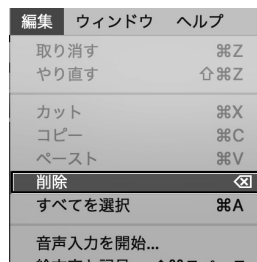 編集 ウィンドウ ヘルプ
取り消す ⌘Z
やり直す ⇧⌘Z
カット ⌘X
コピー ⌘C
ペースト ⌘V
削除 ⌫
すべてを選択 ⌘A
音声入力を開始...